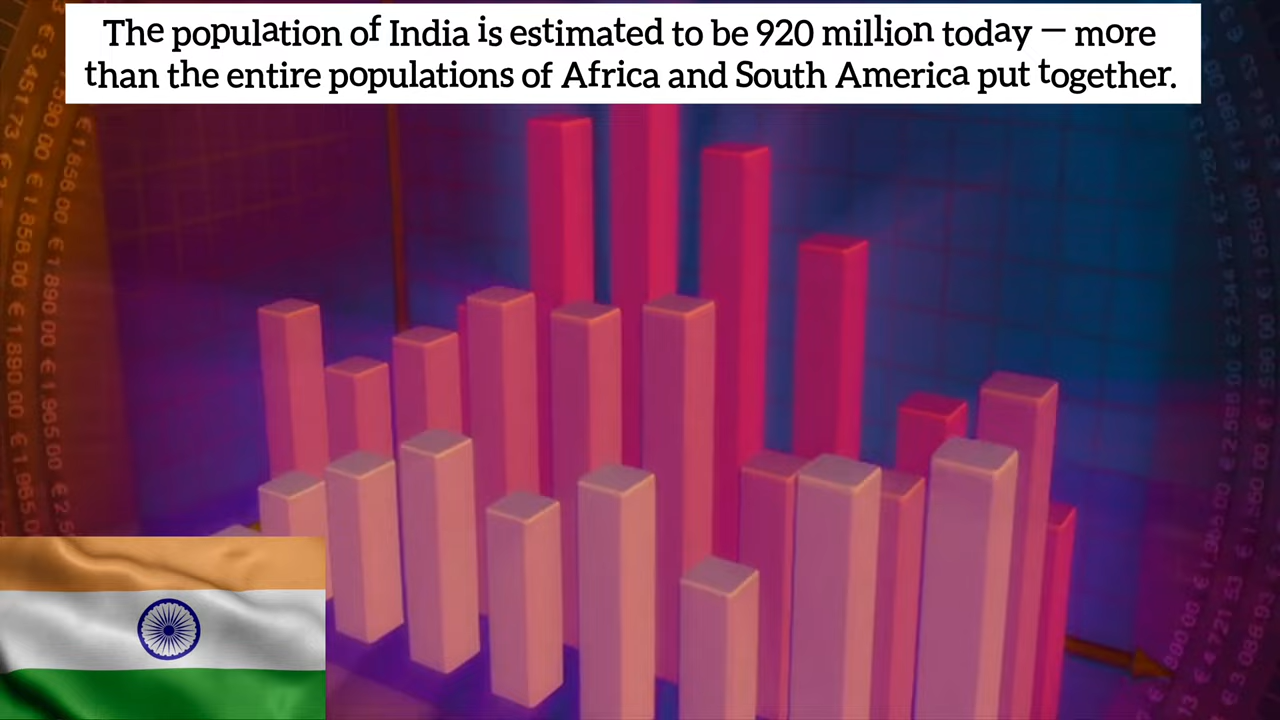 The population of India is estimated to be 920 million today — more
than the entire populations of Africa and South America put together.